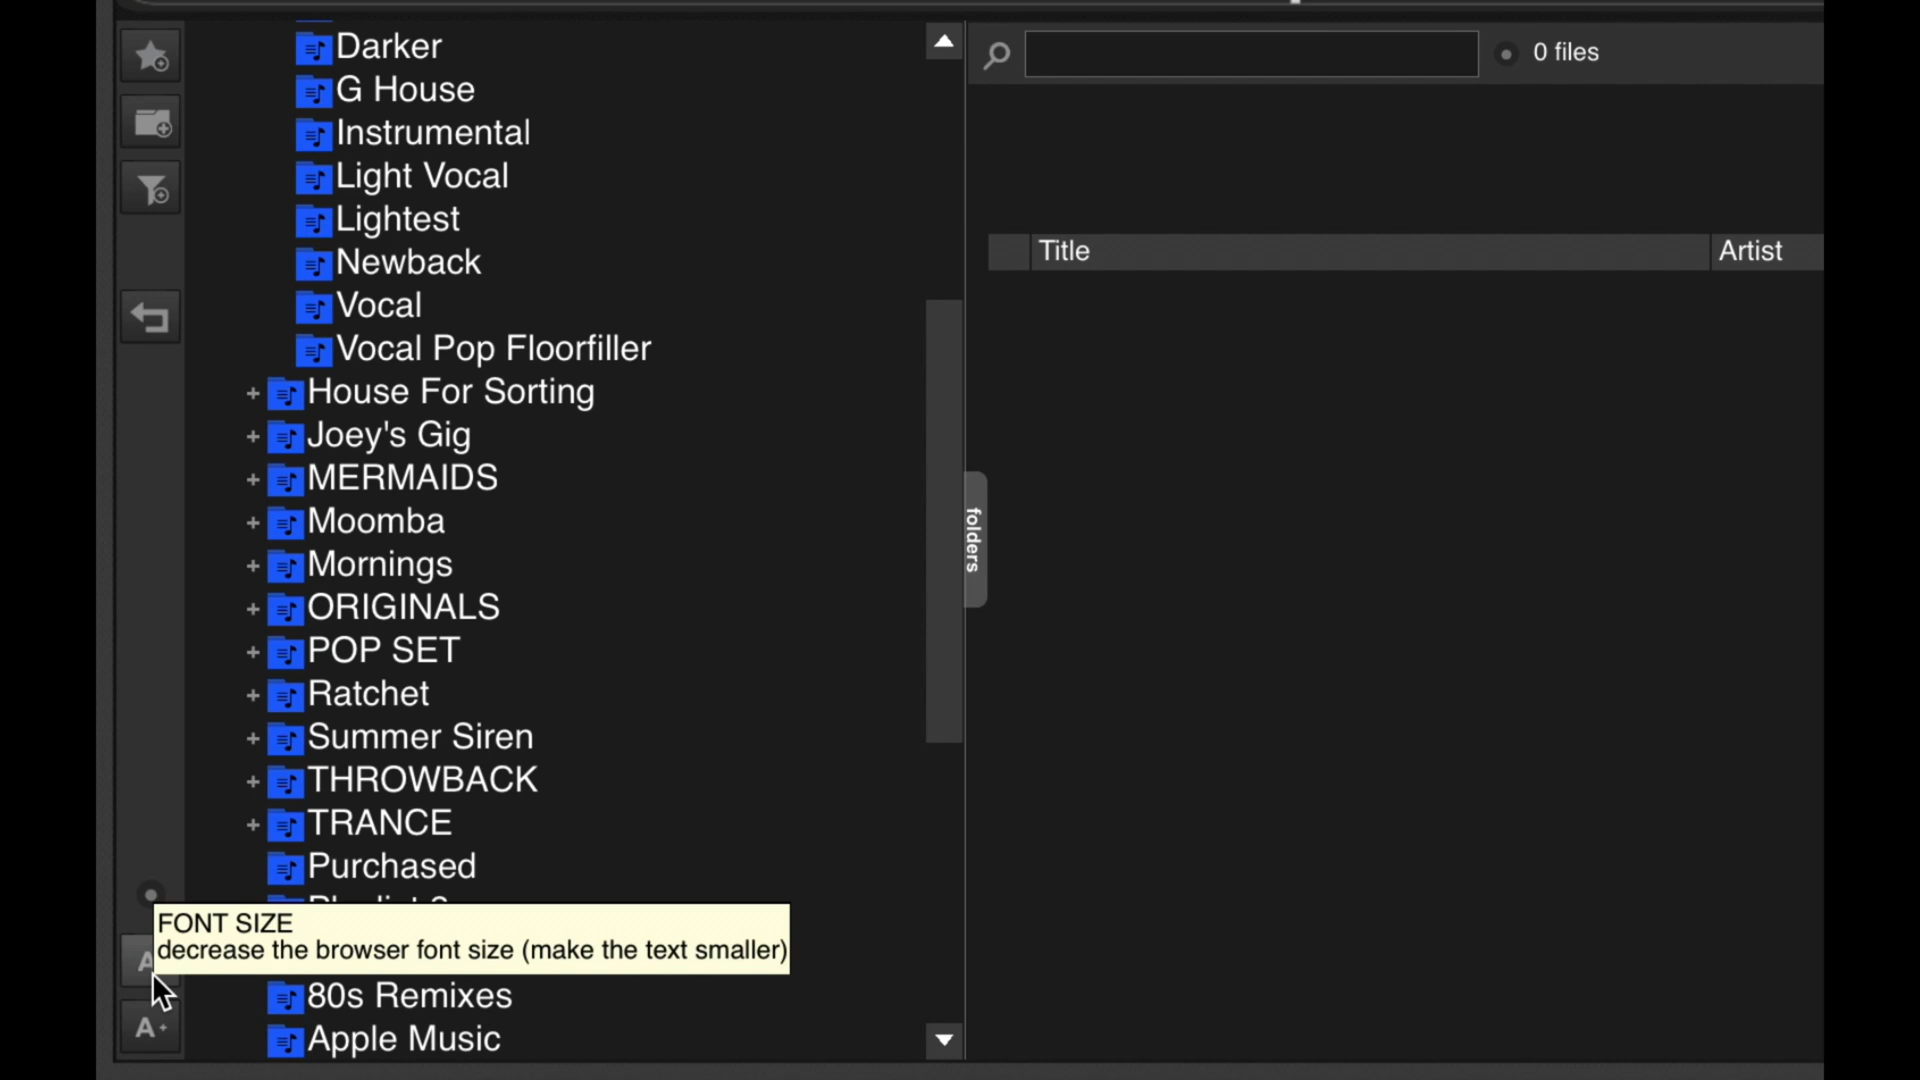 Darker
G House
Instrumental
Light Vocal
Lightest
Newback
Vocal
Vocal Pop Floorfiller
House For Sorting
Joey's Gig
MERMAIDS
Moomba
Mornings
ORIGINALS
POP SET
Ratchet
Summer Siren
THROWBACK
TRANCE
Purchased
FONT SIZE
decrease the browser font size (make the text smaller)
80s Remixes
Apple Music
A
A+
folders
0 files
Title Artist